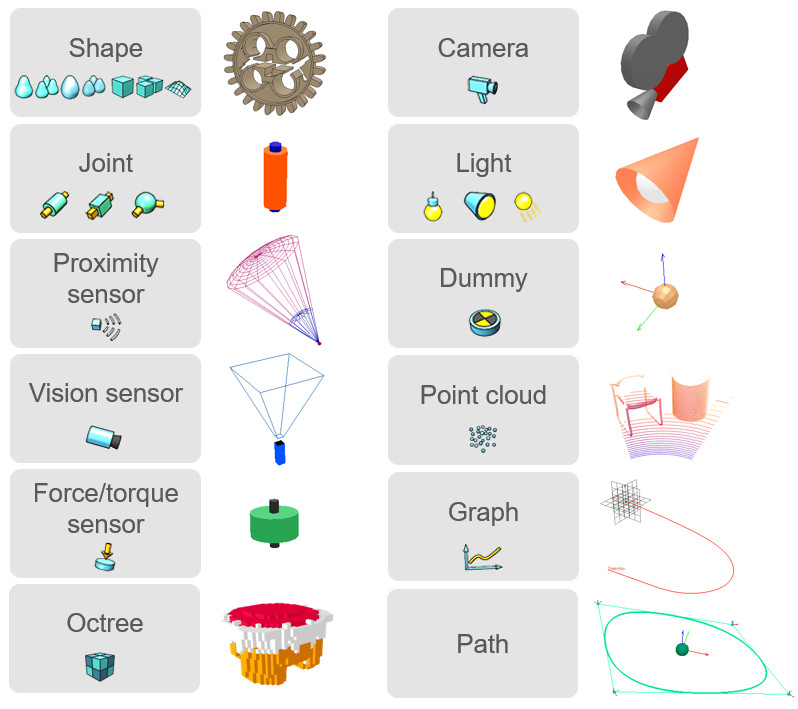 Shape
Camera
Joint
Light
Proximity
sensor
Dummy
Vision sensor
Point cloud
Force/torque
sensor
Graph
Octree
Path